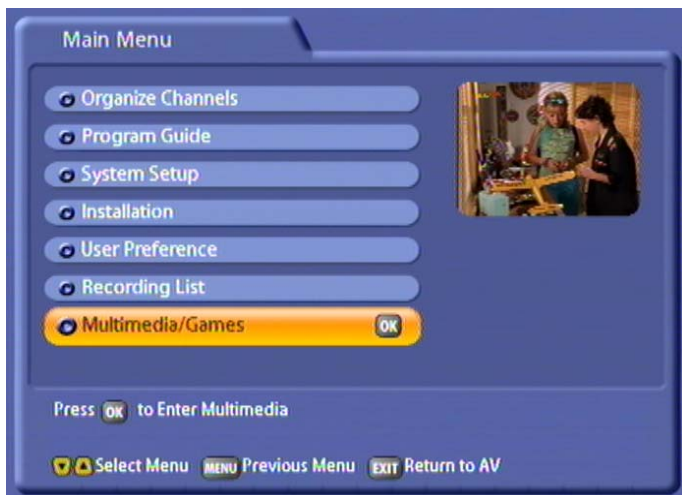 Main Menu
Organize Channels
Program Guide
System Setup
Installation
User Preference
Recording List
Multimedia/Games OK
Press OK to Enter Multimedia
Select Menu MENU Previous Menu EXIT Return to AV